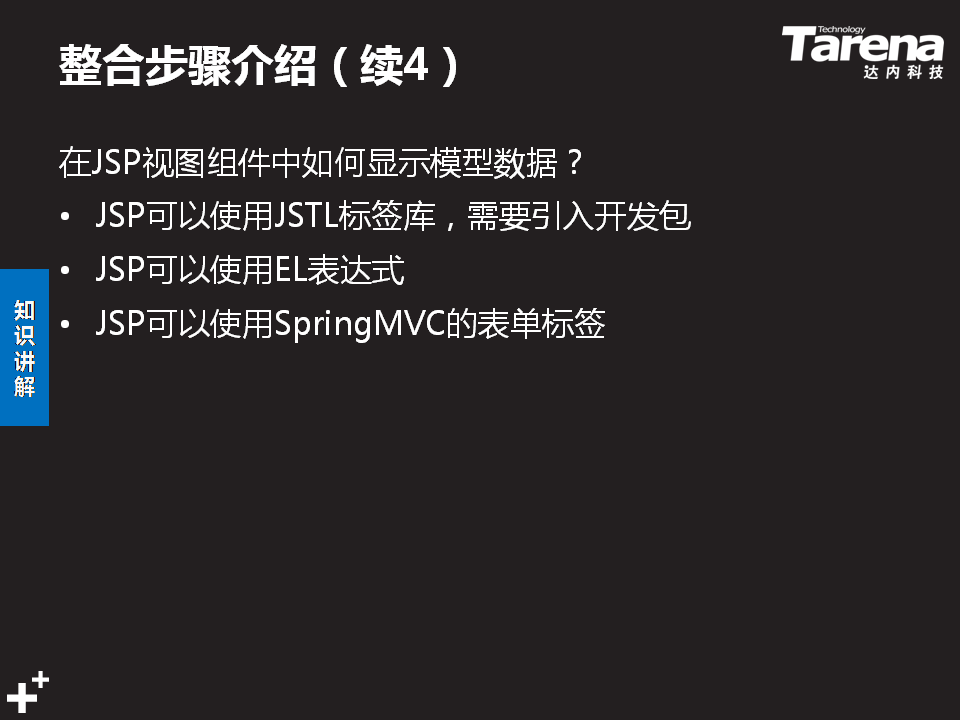 整合步骤介绍（续4）
Technology
Tarena
达内科技
在JSP视图组件中如何显示模型数据？
• JSP可以使用JSTL标签库，需要引入开发包
• JSP可以使用EL表达式
• JSP可以使用SpringMVC的表单标签
知
识
讲
解